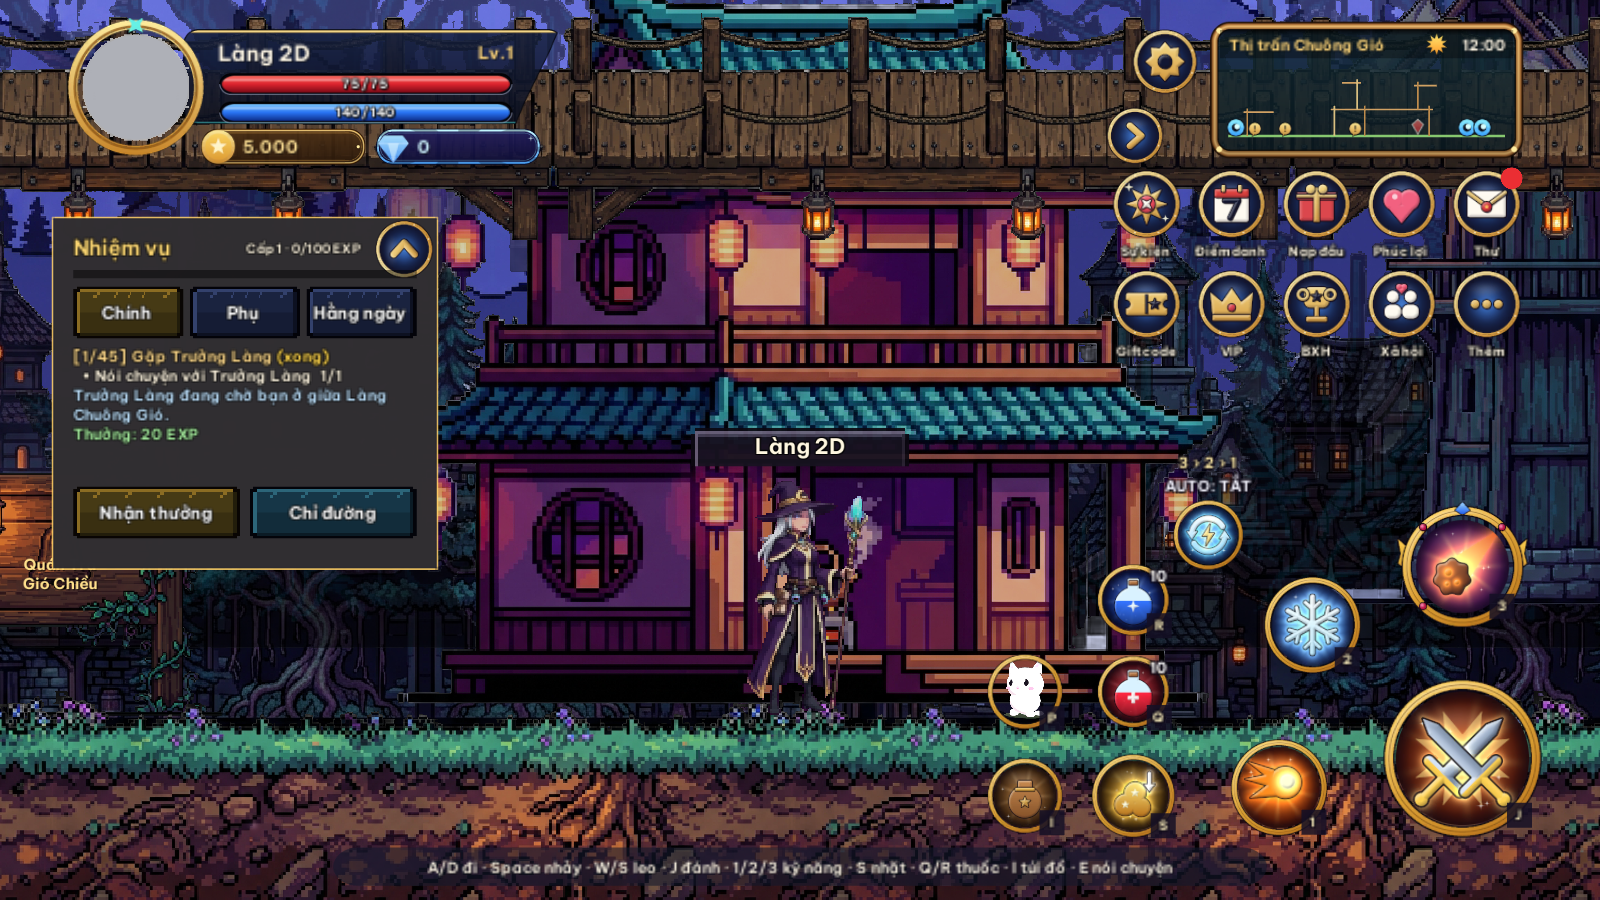 Làng 2D
Lv.1
75/75
140/140
5.000
0
Thị trấn Chuông Gió
12:00
7
Sự kiện
Điểm danh
Nạp đầu
Phúc lợi
Thư
Giftcode
VIP
BXH
Xã hội
Thêm
Nhiệm vụ
Cấp 1 - 0/100 EXP
Chính
Phụ
Hằng ngày
[1/45] Gặp Trưởng Làng (xong)
• Nói chuyện với Trưởng Làng 1/1
Trưởng Làng đang chờ bạn ở giữa Làng
Chuông Gió.
Thưởng: 20 EXP
Nhận thưởng
Chỉ đường
Gió Chiều
Làng 2D
3 › 2 › 1
AUTO: TẮT
10
R
3
2
10
P
Q
I
S
1
J
A/D đi - Space nhảy - W/S leo - J đánh - 1/2/3 kỹ năng - S nhặt - Q/R thuốc - I túi đồ - E nói chuyện